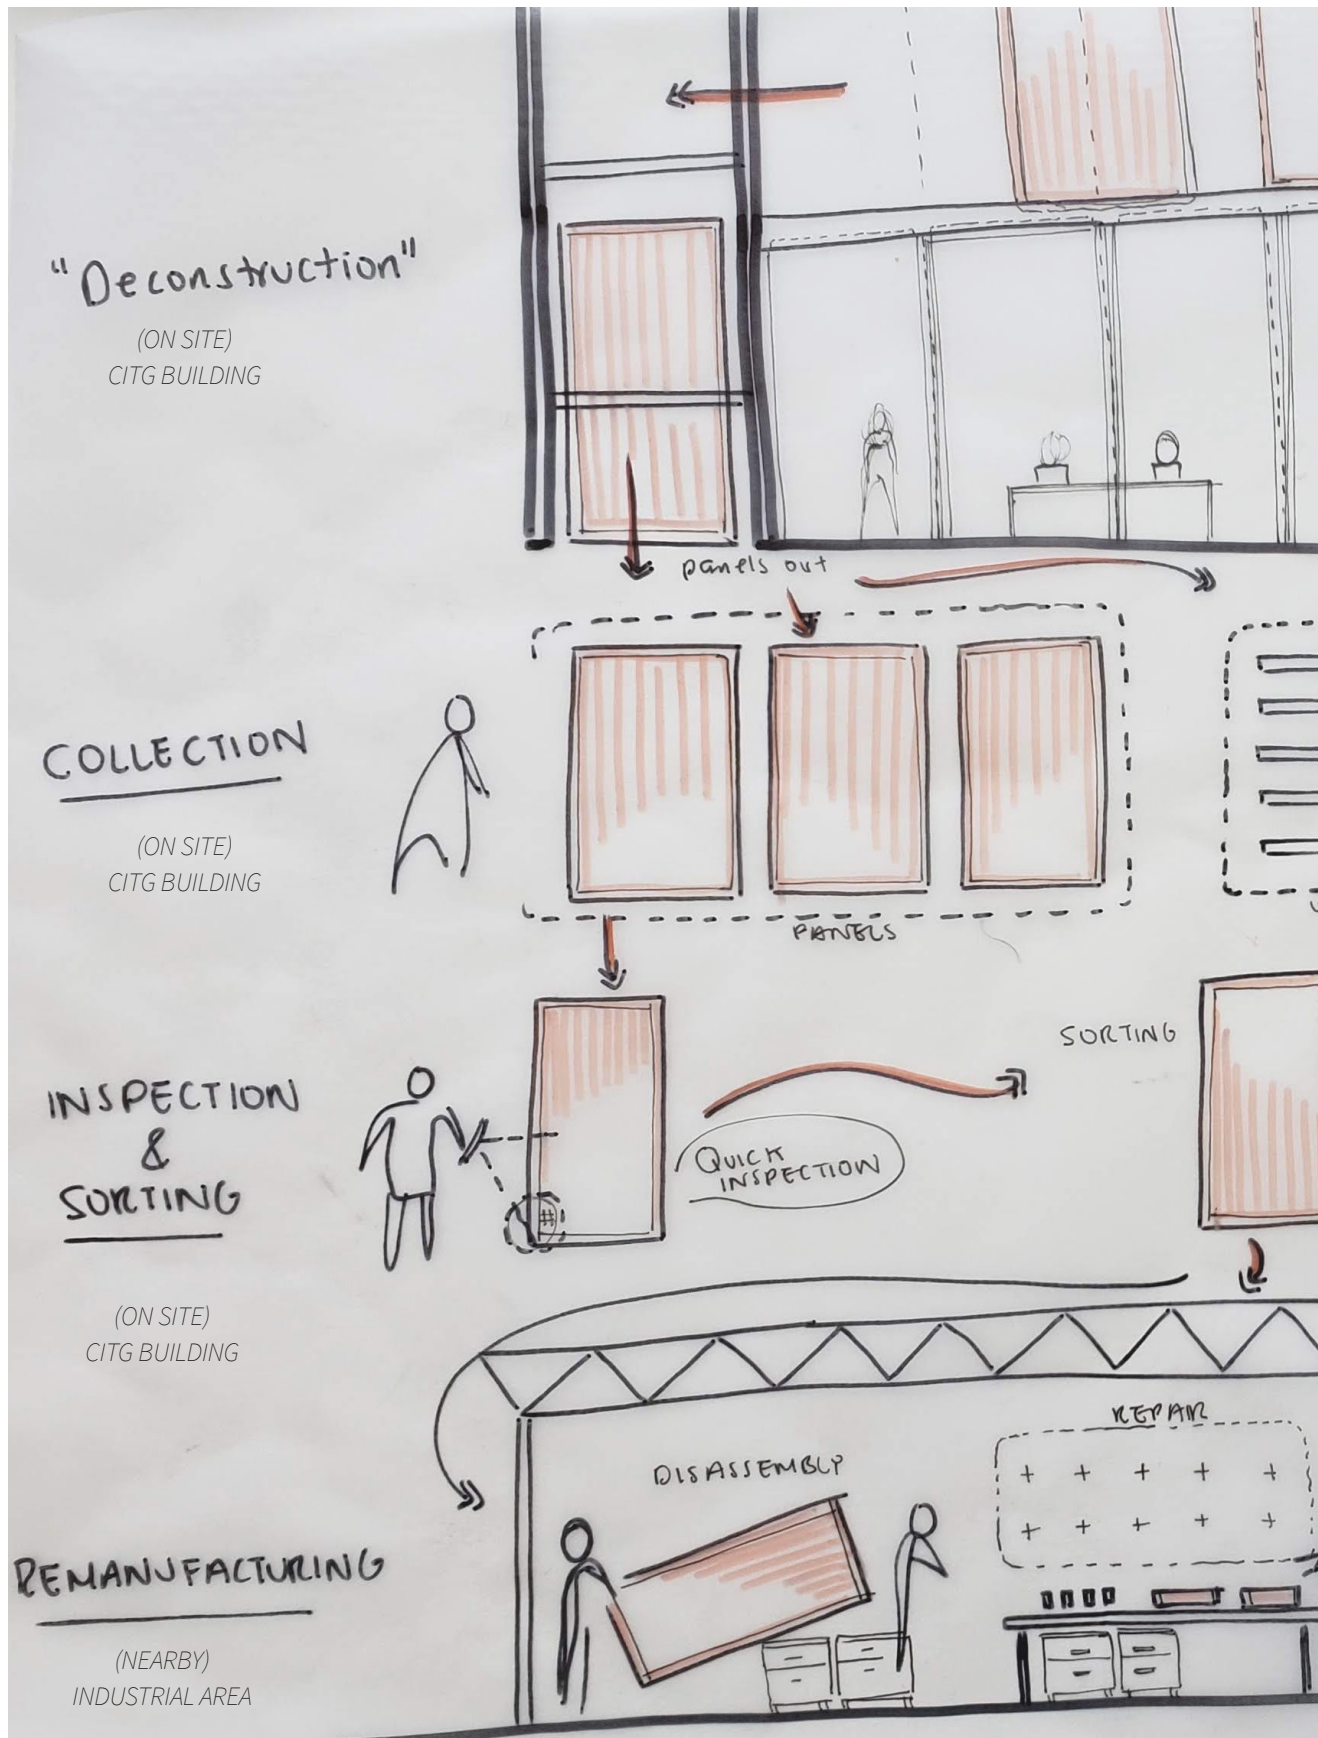 "Deconstruction"
(ON SITE)
CITG BUILDING
panels out
COLLECTION
(ON SITE)
CITG BUILDING
PANELS
SORTING
INSPECTION
&
SORTING
QUICK
INSPECTION
#
(ON SITE)
CITG BUILDING
REPAIR
DISASSEMBLY
REMANUFACTURING
(NEARBY)
INDUSTRIAL AREA